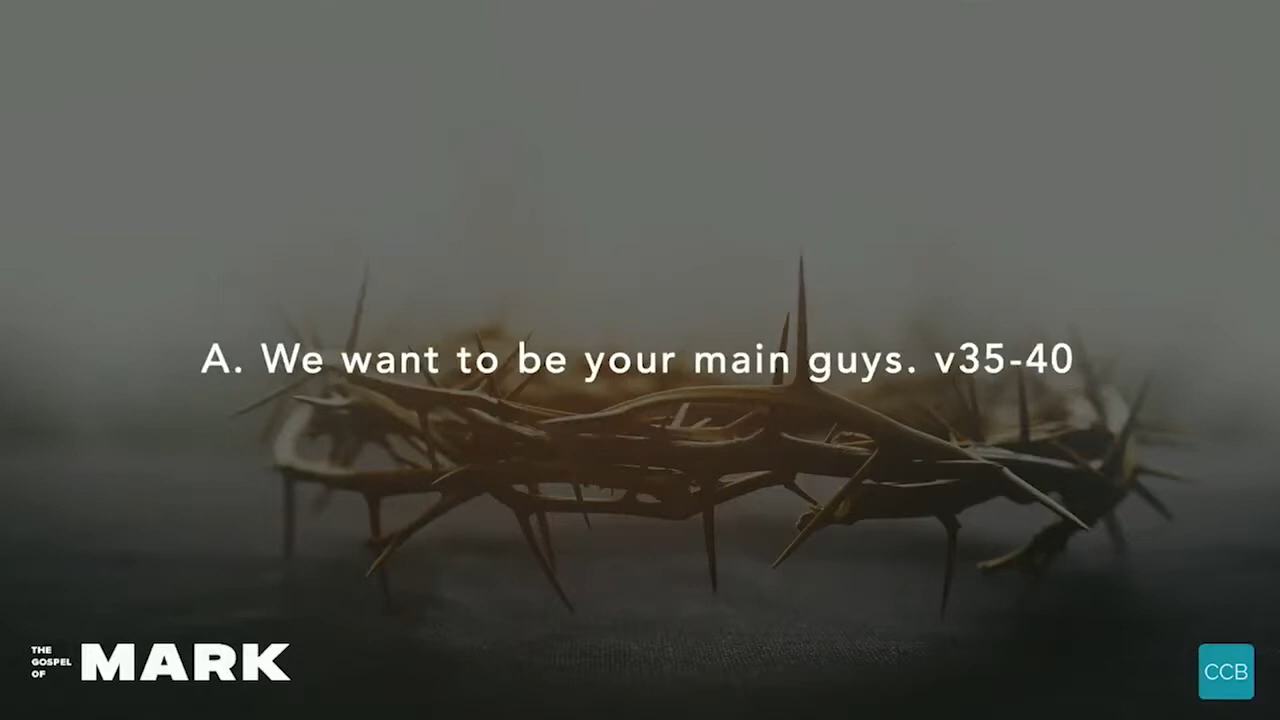 A. We want to be your main guys. v35-40
THE
GOSPEL
OF
MARK
CCB